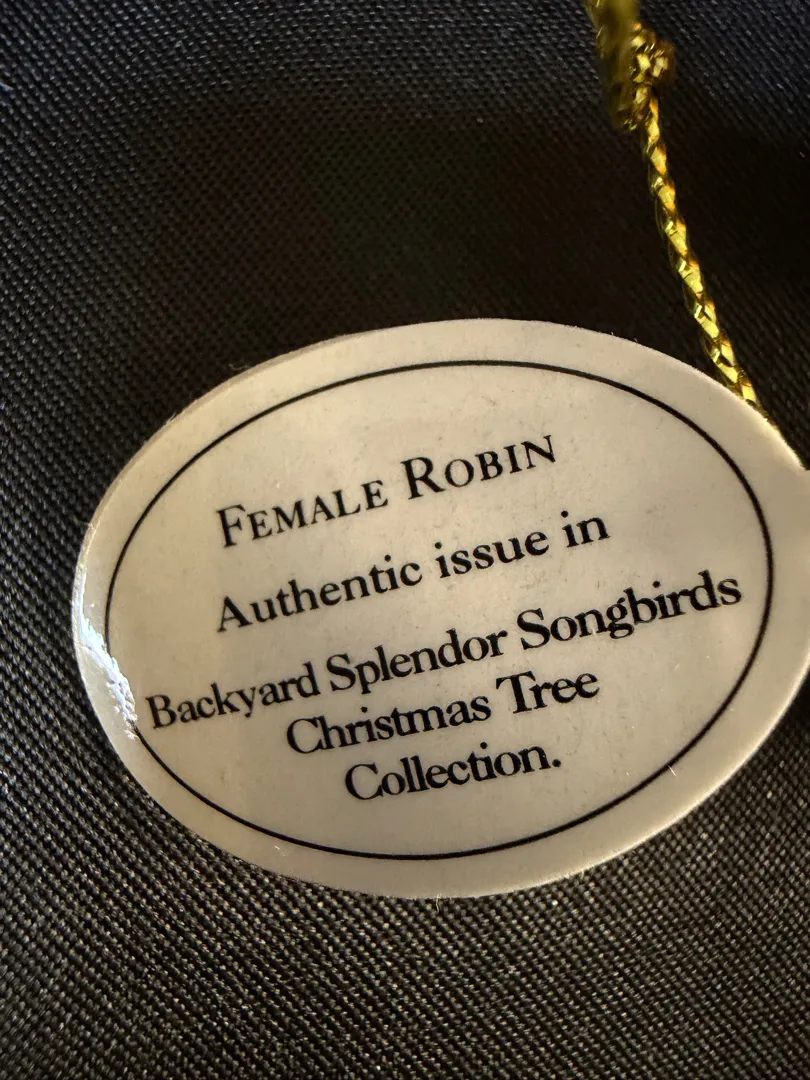 FEMALE ROBIN
Authentic issue in
Backyard Splendor Songbirds
Christmas Tree
Collection.